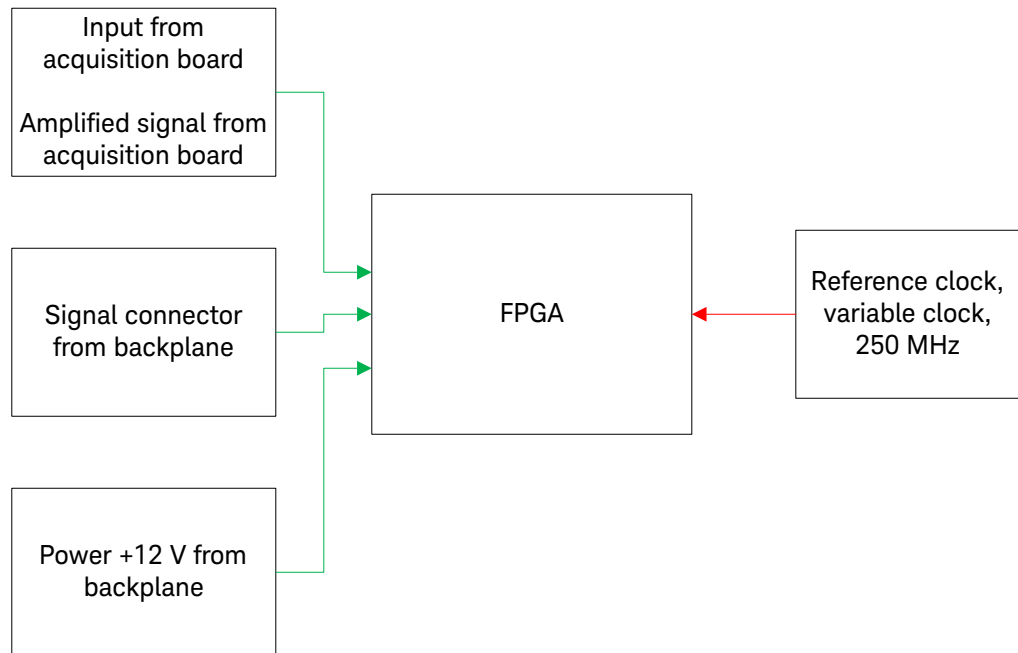 Input from
acquisition board
Amplified signal from
acquisition board
Signal connector
from backplane
Power +12 V from
backplane
FPGA
Reference clock,
variable clock,
250 MHz